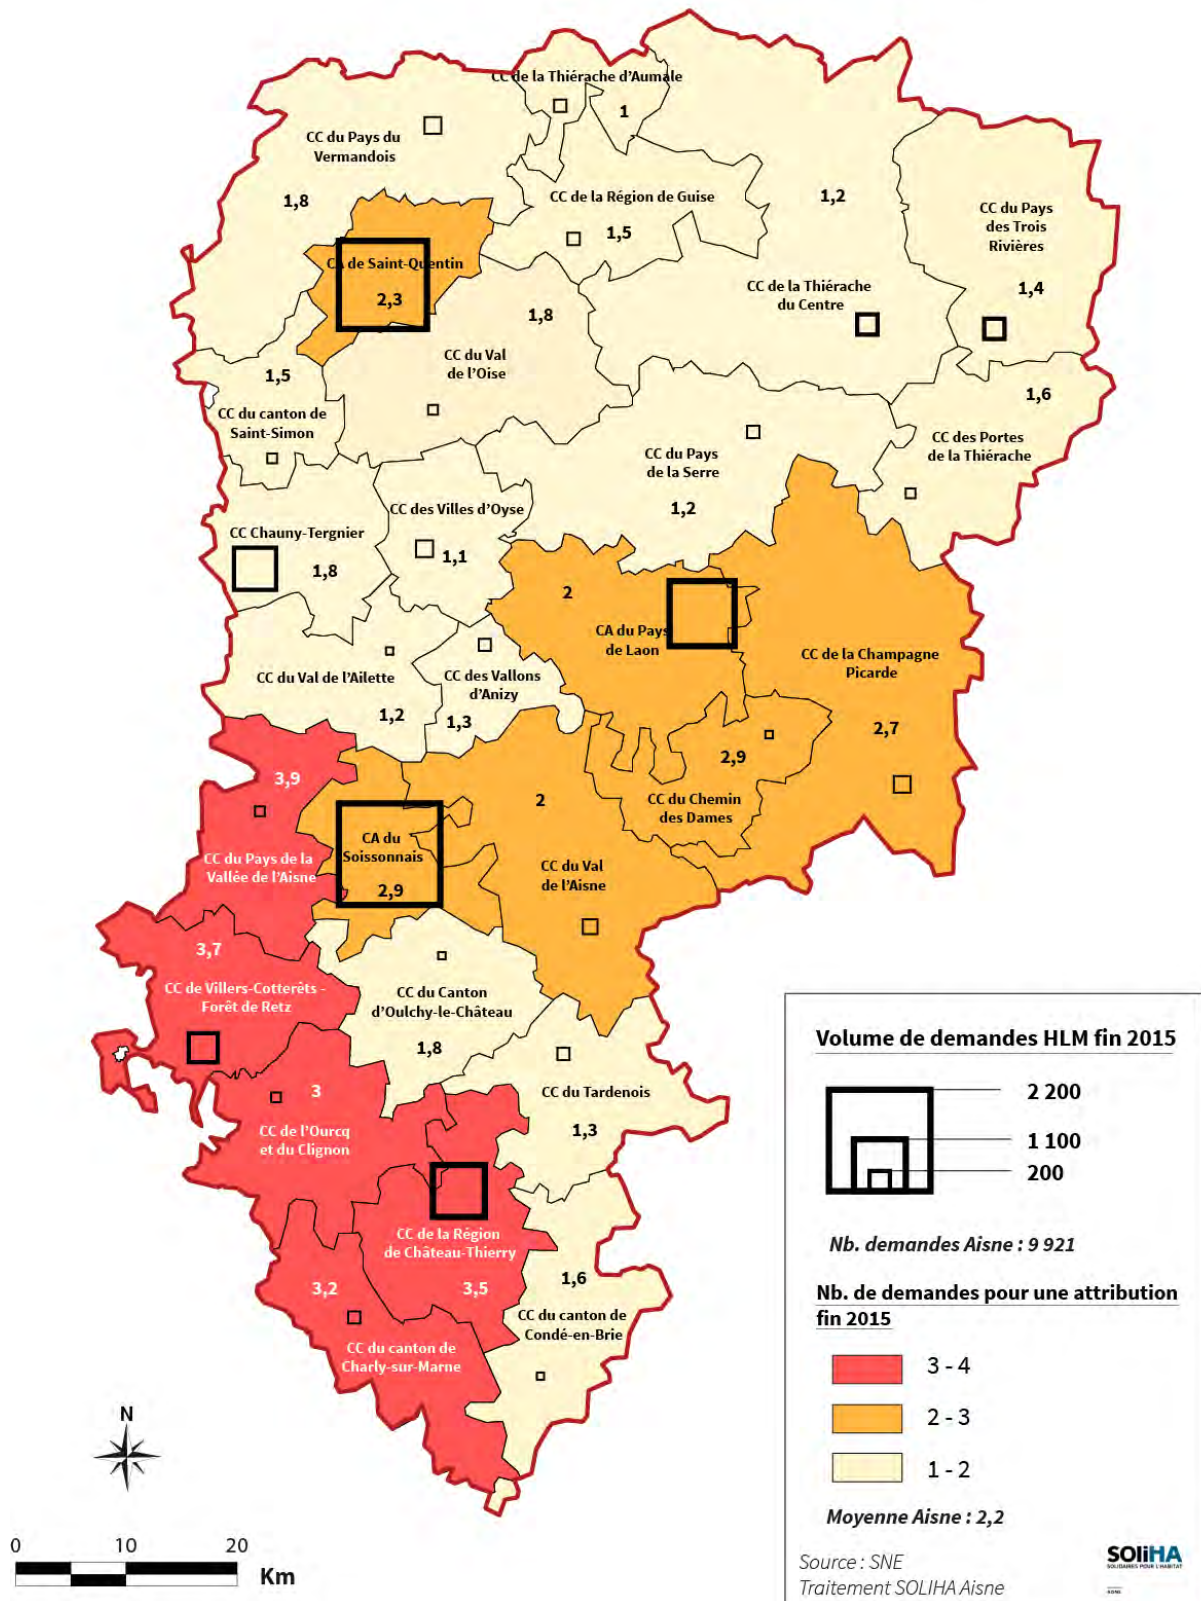 CC de la Thiérache d'Aumale
1
CC du Pays du
Vermandois
1,8
CC de la Région de Guise
1,5
1,2
CC du Pays
des Trois
Rivières
1,4
CA de Saint-Quentin
2,3
CC de la Thiérache
du Centre
1,8
CC du Val
de l'Oise
1,5
CC du canton de
Saint-Simon
1,6
CC des Portes
de la Thiérache
CC du Pays
de la Serre
1,2
CC des Villes d'Oyse
1,1
CC Chauny-Tergnier
1,8
2
CA du Pays
de Laon
CC de la Champagne
Picarde
2,7
CC du Val de l'Ailette
1,2
CC des Vallons
d'Anizy
1,3
2,9
CC du Chemin
des Dames
3,9
CC du Pays de la
Vallée de l'Aisne
CA du
Soissonnais
2,9
2
CC du Val
de l'Aisne
3,7
CC de Villers-Cotterêts -
Forêt de Retz
CC du Canton
d'Oulchy-le-Château
1,8
3
CC de l'Ourcq
et du Clignon
CC du Tardenois
1,3
CC de la Région
de Château-Thierry
3,5
3,2
CC du canton de
Charly-sur-Marne
1,6
CC du canton de
Condé-en-Brie
N
0 10 20
Km
Volume de demandes HLM fin 2015
2 200
1 100
200
Nb. demandes Aisne : 9 921
Nb. de demandes pour une attribution
fin 2015
3 - 4
2 - 3
1 - 2
Moyenne Aisne : 2,2
Source : SNE
Traitement SOLIHA Aisne
SOliHA
SOLIDAIRES POUR L'HABITAT
AISNE